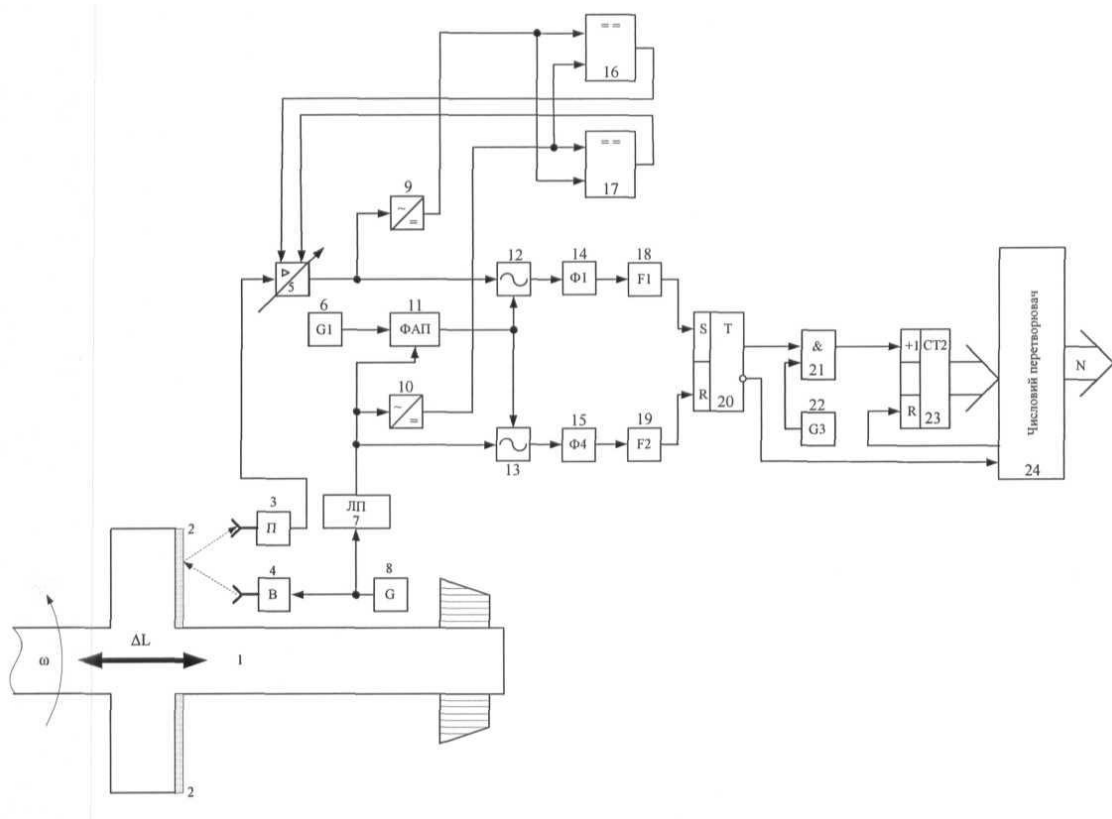 = =
16
= =
17
9
~
=
▷
5
6
G1
11
ФАП
12
14
Ф1
18
F1
10
~
=
13
15
Ф4
19
F2
S T
R
20
&
21
22
G3
+1 CT2
R 23
Числовий перетворювач
24
N
ЛП
7
3
П
2
4
В
8
G
ΔL
ω
1
2